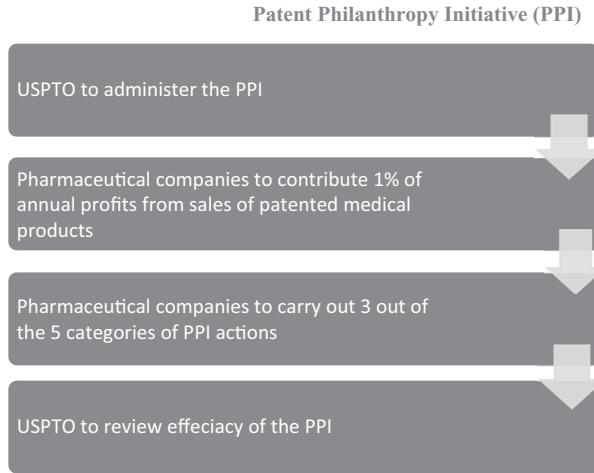 Patent Philanthropy Initiative (PPI)
USPTO to administer the PPI
Pharmaceutical companies to contribute 1% of
annual profits from sales of patented medical
products
Pharmaceutical companies to carry out 3 out of
the 5 categories of PPI actions
USPTO to review effeciacy of the PPI